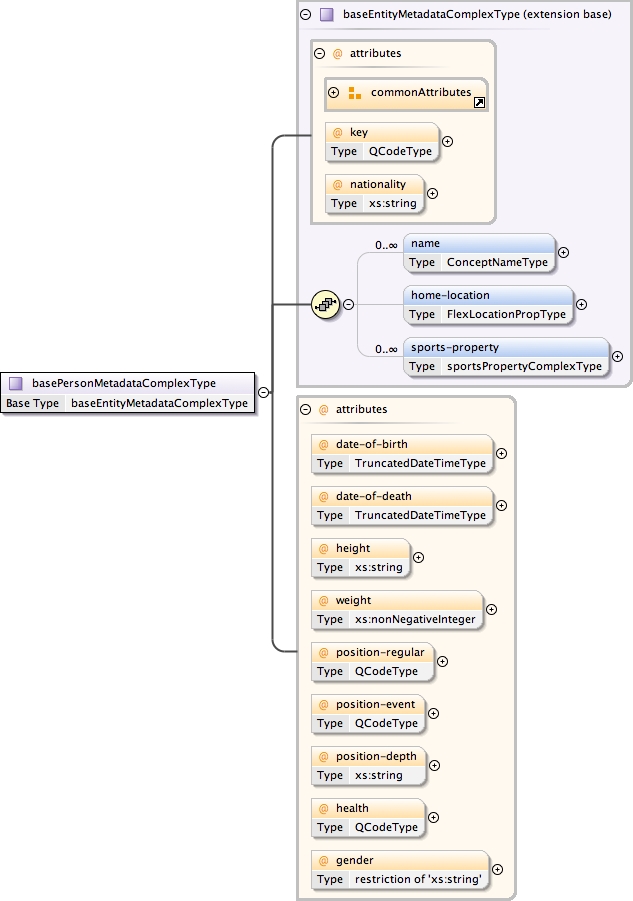 baseEntityMetadataComplexType (extension base)
@ attributes
commonAttributes
@ key
Type QCodeType
@ nationality
Type xs:string
0..∞
name
Type ConceptNameType
home-location
Type FlexLocationPropType
0..∞
sports-property
Type sportsPropertyComplexType
basePersonMetadataComplexType
Base Type baseEntityMetadataComplexType
@ attributes
@ date-of-birth
Type TruncatedDateTimeType
@ date-of-death
Type TruncatedDateTimeType
@ height
Type xs:string
@ weight
Type xs:nonNegativeInteger
@ position-regular
Type QCodeType
@ position-event
Type QCodeType
@ position-depth
Type xs:string
@ health
Type QCodeType
@ gender
Type restriction of 'xs:string'